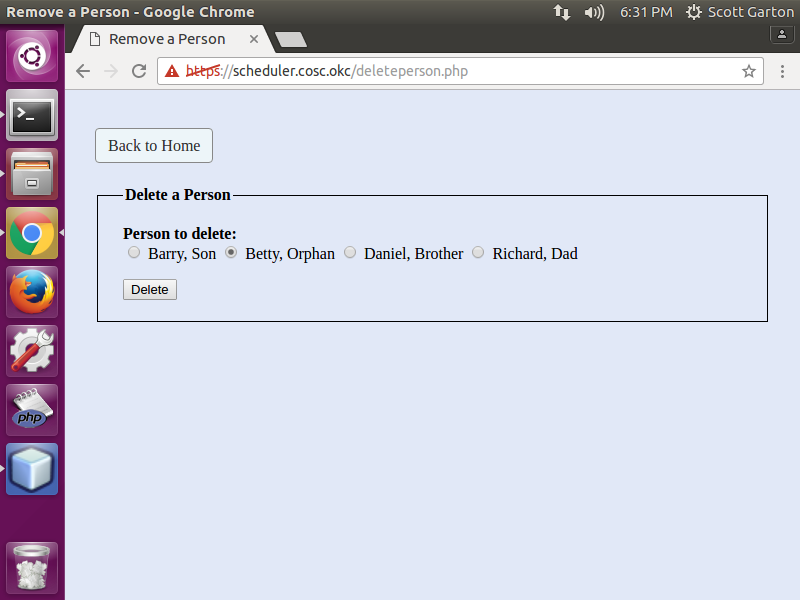 Remove a Person - Google Chrome 6:31 PM Scott Garton
Remove a Person
https://scheduler.cosc.okc/deleteperson.php
>_
Back to Home
Delete a Person
Person to delete:
Barry, Son Betty, Orphan Daniel, Brother Richard, Dad
Delete
php